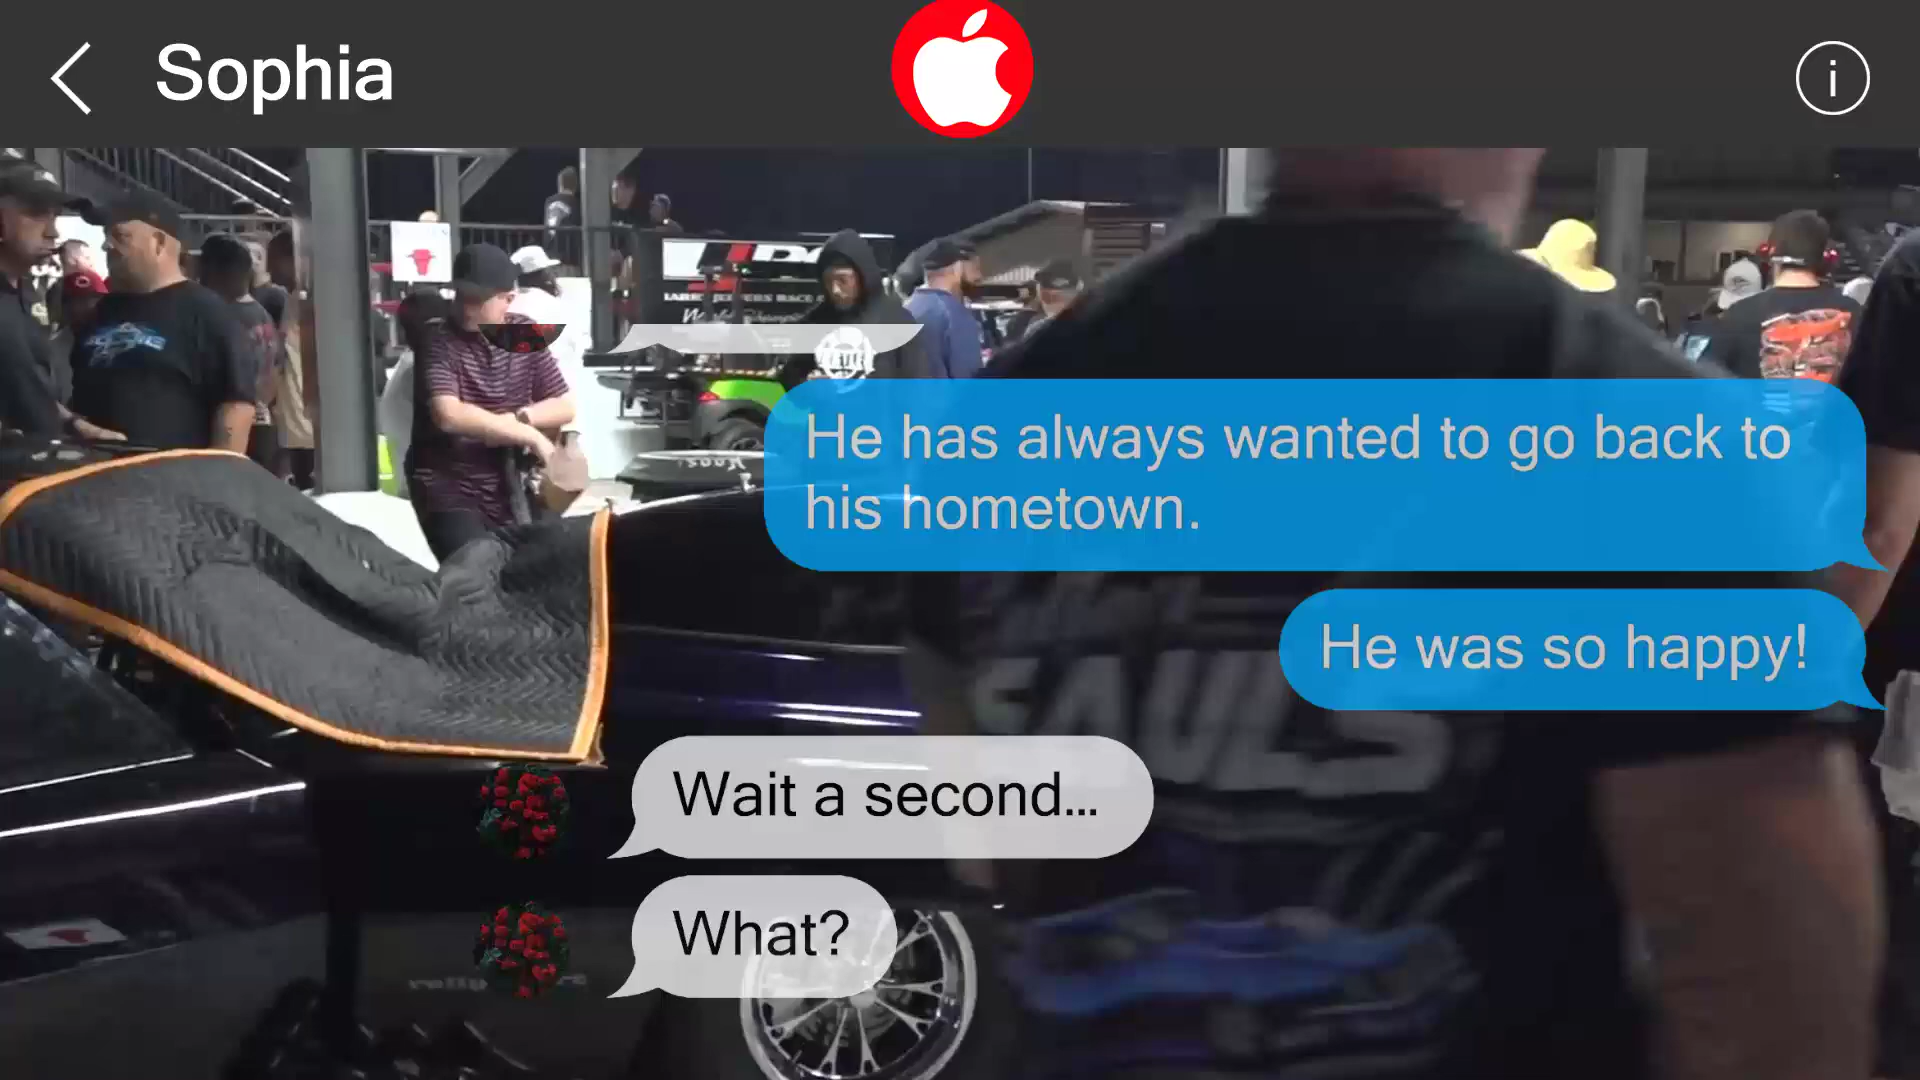 Sophia
i
He has always wanted to go back to
his hometown.
He was so happy!
Wait a second...
What?